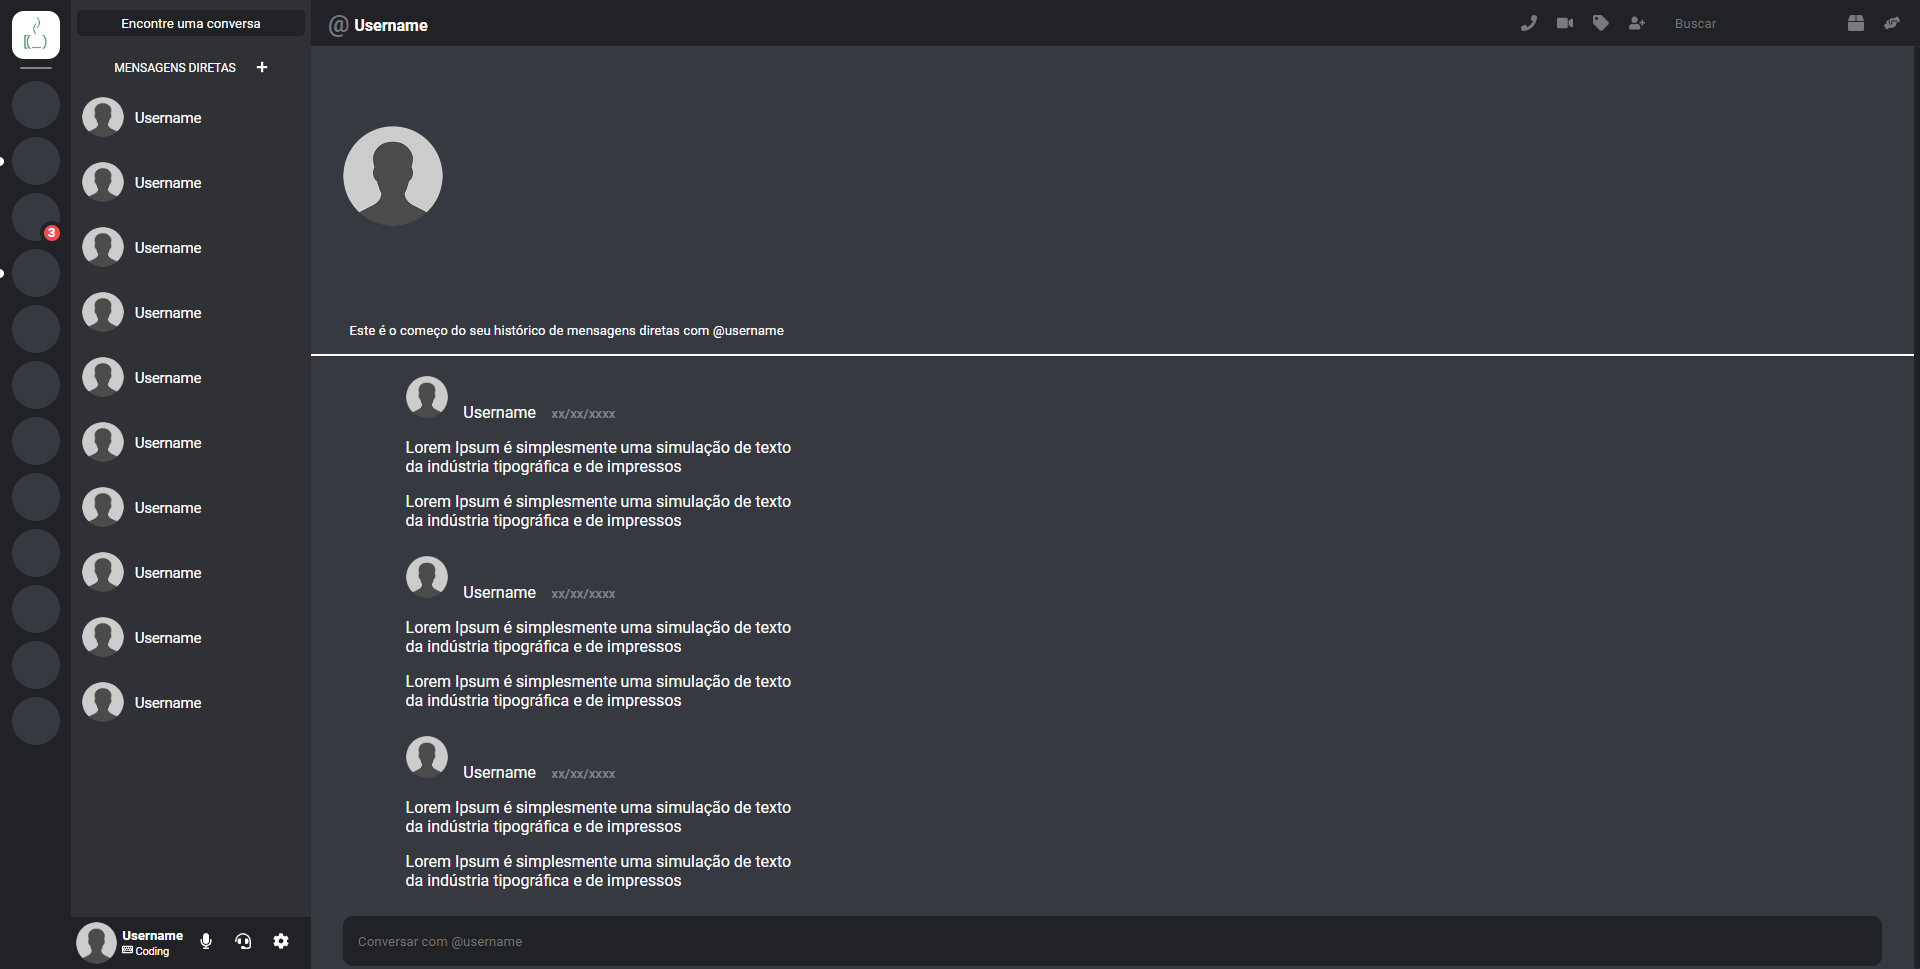 Encontre uma conversa
MENSAGENS DIRETAS +
Username
Username
Username
Username
Username
Username
Username
Username
Username
Username
Username
Coding
3
@ Username
Buscar
Este é o começo do seu histórico de mensagens diretas com @username
Username xx/xx/xxxx
Lorem Ipsum é simplesmente uma simulação de texto
da indústria tipográfica e de impressos
Lorem Ipsum é simplesmente uma simulação de texto
da indústria tipográfica e de impressos
Username xx/xx/xxxx
Lorem Ipsum é simplesmente uma simulação de texto
da indústria tipográfica e de impressos
Lorem Ipsum é simplesmente uma simulação de texto
da indústria tipográfica e de impressos
Username xx/xx/xxxx
Lorem Ipsum é simplesmente uma simulação de texto
da indústria tipográfica e de impressos
Lorem Ipsum é simplesmente uma simulação de texto
da indústria tipográfica e de impressos
Conversar com @username